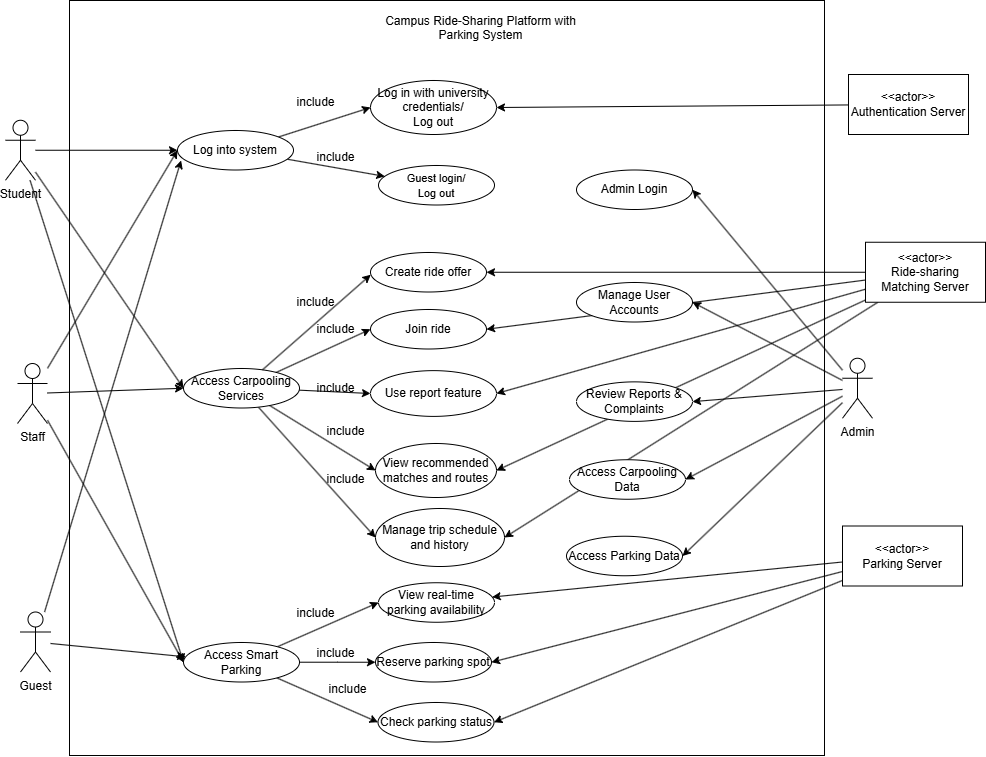 Campus Ride-Sharing Platform with
Parking System
include
Log in with university
credentials/
Log out
<<actor>>
Authentication Server
Log into system
include
Guest login/
Log out
Student
Admin Login
<<actor>>
Ride-sharing
Matching Server
Create ride offer
include
Manage User
Accounts
include
Join ride
Access Carpooling
Services
include
Use report feature
Review Reports &
Complaints
Staff
Admin
include
View recommended
matches and routes
Access Carpooling
Data
include
Manage trip schedule
and history
Access Parking Data
<<actor>>
Parking Server
include
View real-time
parking availability
Access Smart
Parking
include
Reserve parking spot
Guest
include
Check parking status